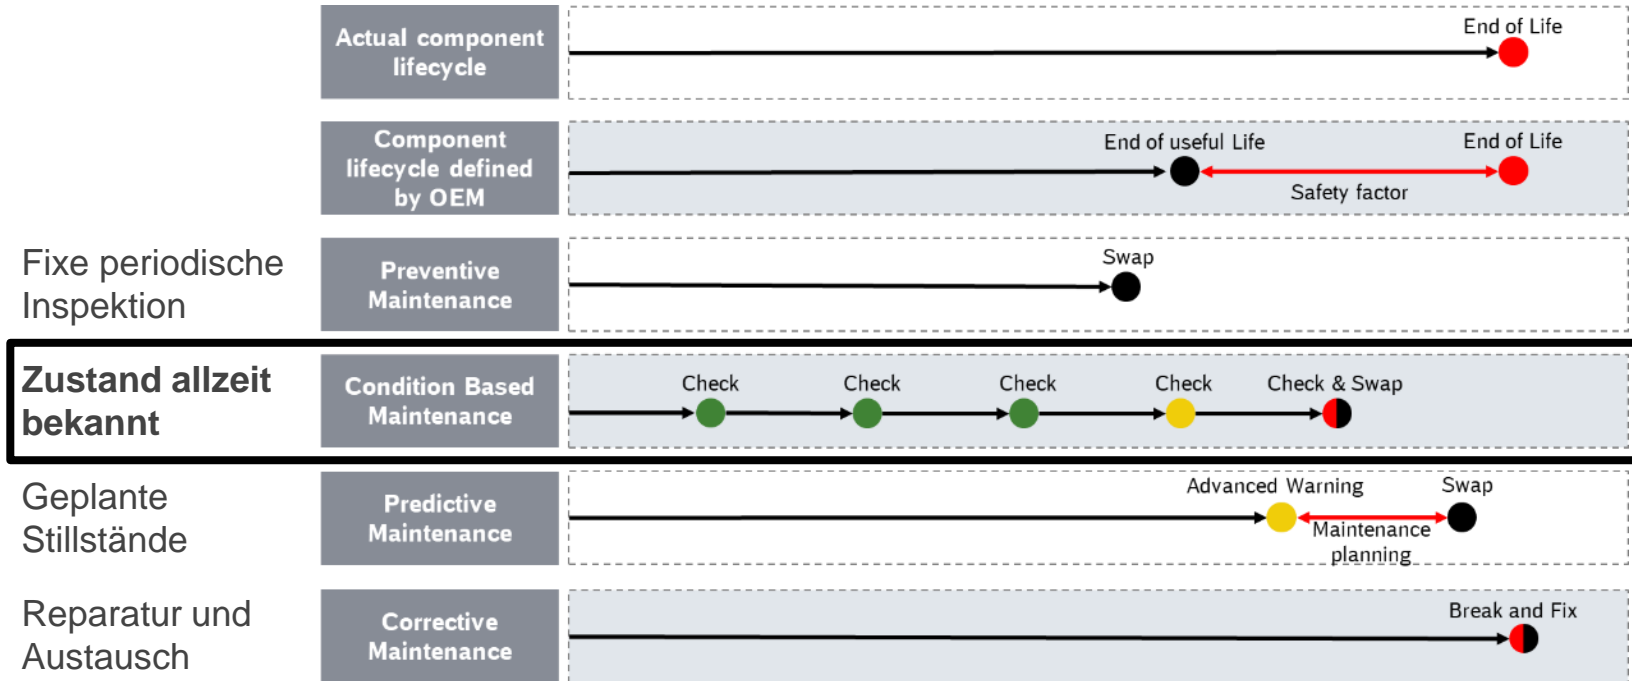 Actual component
lifecycle
End of Life
Component
lifecycle defined
by OEM
End of useful Life
End of Life
Safety factor
Fixe periodische
Inspektion
Preventive
Maintenance
Swap
Zustand allzeit
bekannt
Condition Based
Maintenance
Check
Check
Check
Check
Check & Swap
Geplante
Stillstände
Predictive
Maintenance
Advanced Warning
Swap
Maintenance
planning
Reparatur und
Austausch
Corrective
Maintenance
Break and Fix